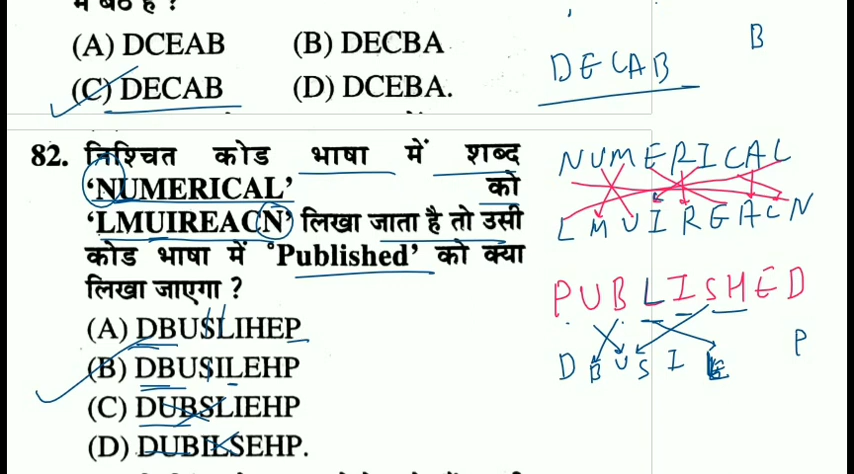 (A) DCEAB (B) DECBA
(C) DECAB (D) DCEBA.
DECAB
B
82. निश्चित कोड भाषा में शब्द
‘NUMERICAL’ को
‘LMUIREACN’ लिखा जाता है तो उसी
कोड भाषा में ‘Published’ को क्या
लिखा जाएगा ?
(A) DBUSLIHEP
(B) DBUSILEHP
(C) DUBSLIEHP
(D) DUBILSEHP.
NUMERICAL
LMUIREACN
PUBLISHED
DBUSI
P